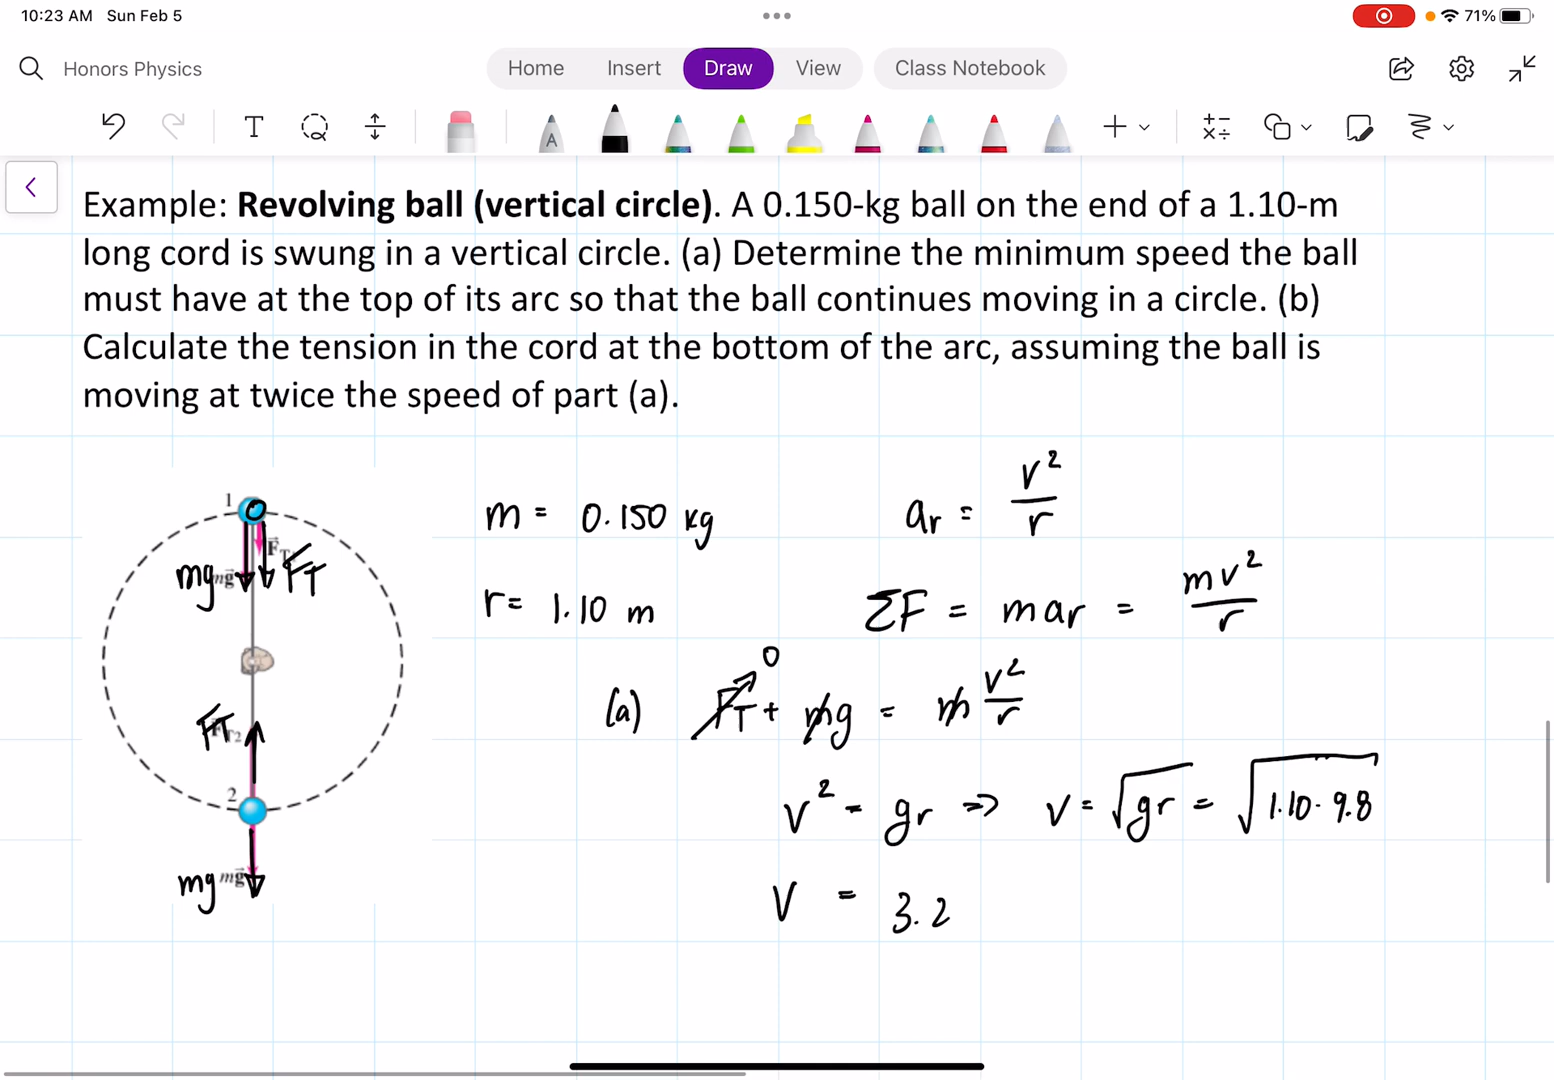 10:23 AM Sun Feb 5
71%
Honors Physics
Home Insert Draw View Class Notebook
T A
Example: Revolving ball (vertical circle). A 0.150-kg ball on the end of a 1.10-m
long cord is swung in a vertical circle. (a) Determine the minimum speed the ball
must have at the top of its arc so that the ball continues moving in a circle. (b)
Calculate the tension in the cord at the bottom of the arc, assuming the ball is
moving at twice the speed of part (a).
1
mg mg FT
FT
2
mg mg
m = 0.150 kg
r = 1.10 m
ar = v²/r
ΣF = mar = mv²/r
(a) FT + mg = m v²/r
0
v² = gr ⇒ v = √gr = √1.10 · 9.8
V = 3.2